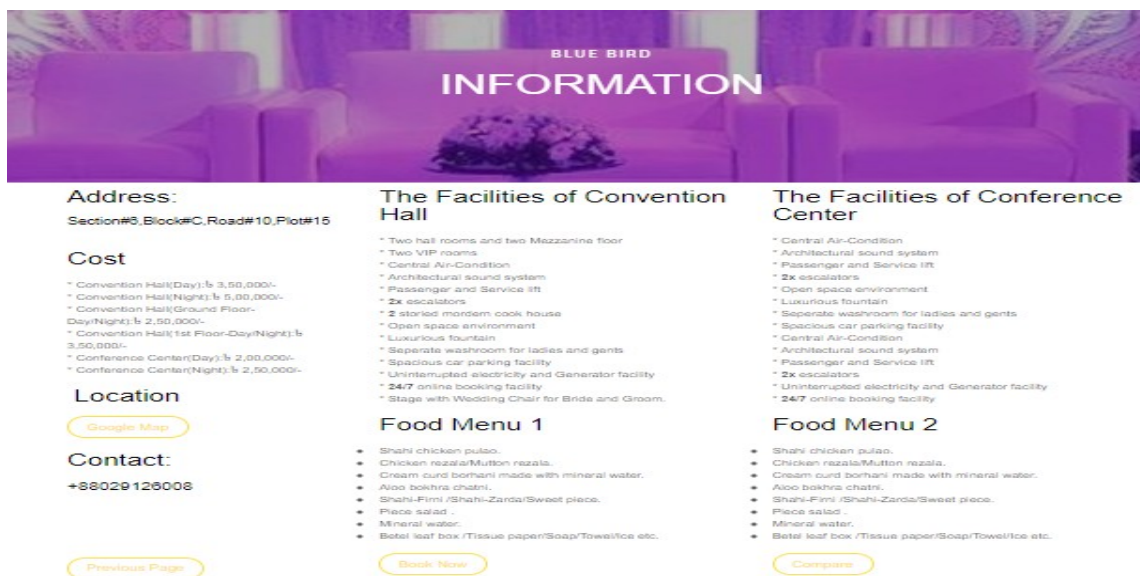 BLUE BIRD
INFORMATION
Address:
Section#6,Block#C,Road#10,Plot#15
Cost
* Convention Hall(Day):৳ 3,50,000/-
* Convention Hall(Night):৳ 5,00,000/-
* Convention Hall(Ground Floor-
Day/Night):৳ 2,50,000/-
* Convention Hall(1st Floor-Day/Night):৳
3,50,000/-
* Conference Center(Day):৳ 2,00,000/-
* Conference Center(Night):৳ 2,50,000/-
Location
Google Map
Contact:
+88029126008
Previous Page
The Facilities of Convention
Hall
* Two hall rooms and two Mezzanine floor
* Two VIP rooms
* Central Air-Condition
* Architectural sound system
* Passenger and Service lift
* 2x escalators
* 2 storied mordern cook house
* Open space environment
* Luxurious fountain
* Seperate washroom for ladies and gents
* Spacious car parking facility
* Uninterrupted electricity and Generator facility
* 24/7 online booking facility
* Stage with Wedding Chair for Bride and Groom.
Food Menu 1
• Shahi chicken pulao.
• Chicken rezala/Mutton rezala.
• Cream curd borhani made with mineral water.
• Aloo bokhra chatni.
• Shahi-Firni /Shahi-Zarda/Sweet piece.
• Piece salad .
• Mineral water.
• Betel leaf box /Tissue paper/Soap/Towel/Ice etc.
Book Now
The Facilities of Conference
Center
* Central Air-Condition
* Architectural sound system
* Passenger and Service lift
* 2x escalators
* Open space environment
* Luxurious fountain
* Seperate washroom for ladies and gents
* Spacious car parking facility
* Central Air-Condition
* Architectural sound system
* Passenger and Service lift
* 2x escalators
* Uninterrupted electricity and Generator facility
* 24/7 online booking facility
Food Menu 2
• Shahi chicken pulao.
• Chicken rezala/Mutton rezala.
• Cream curd borhani made with mineral water.
• Aloo bokhra chatni.
• Shahi-Firni /Shahi-Zarda/Sweet piece.
• Piece salad .
• Mineral water.
• Betel leaf box /Tissue paper/Soap/Towel/Ice etc.
Compare